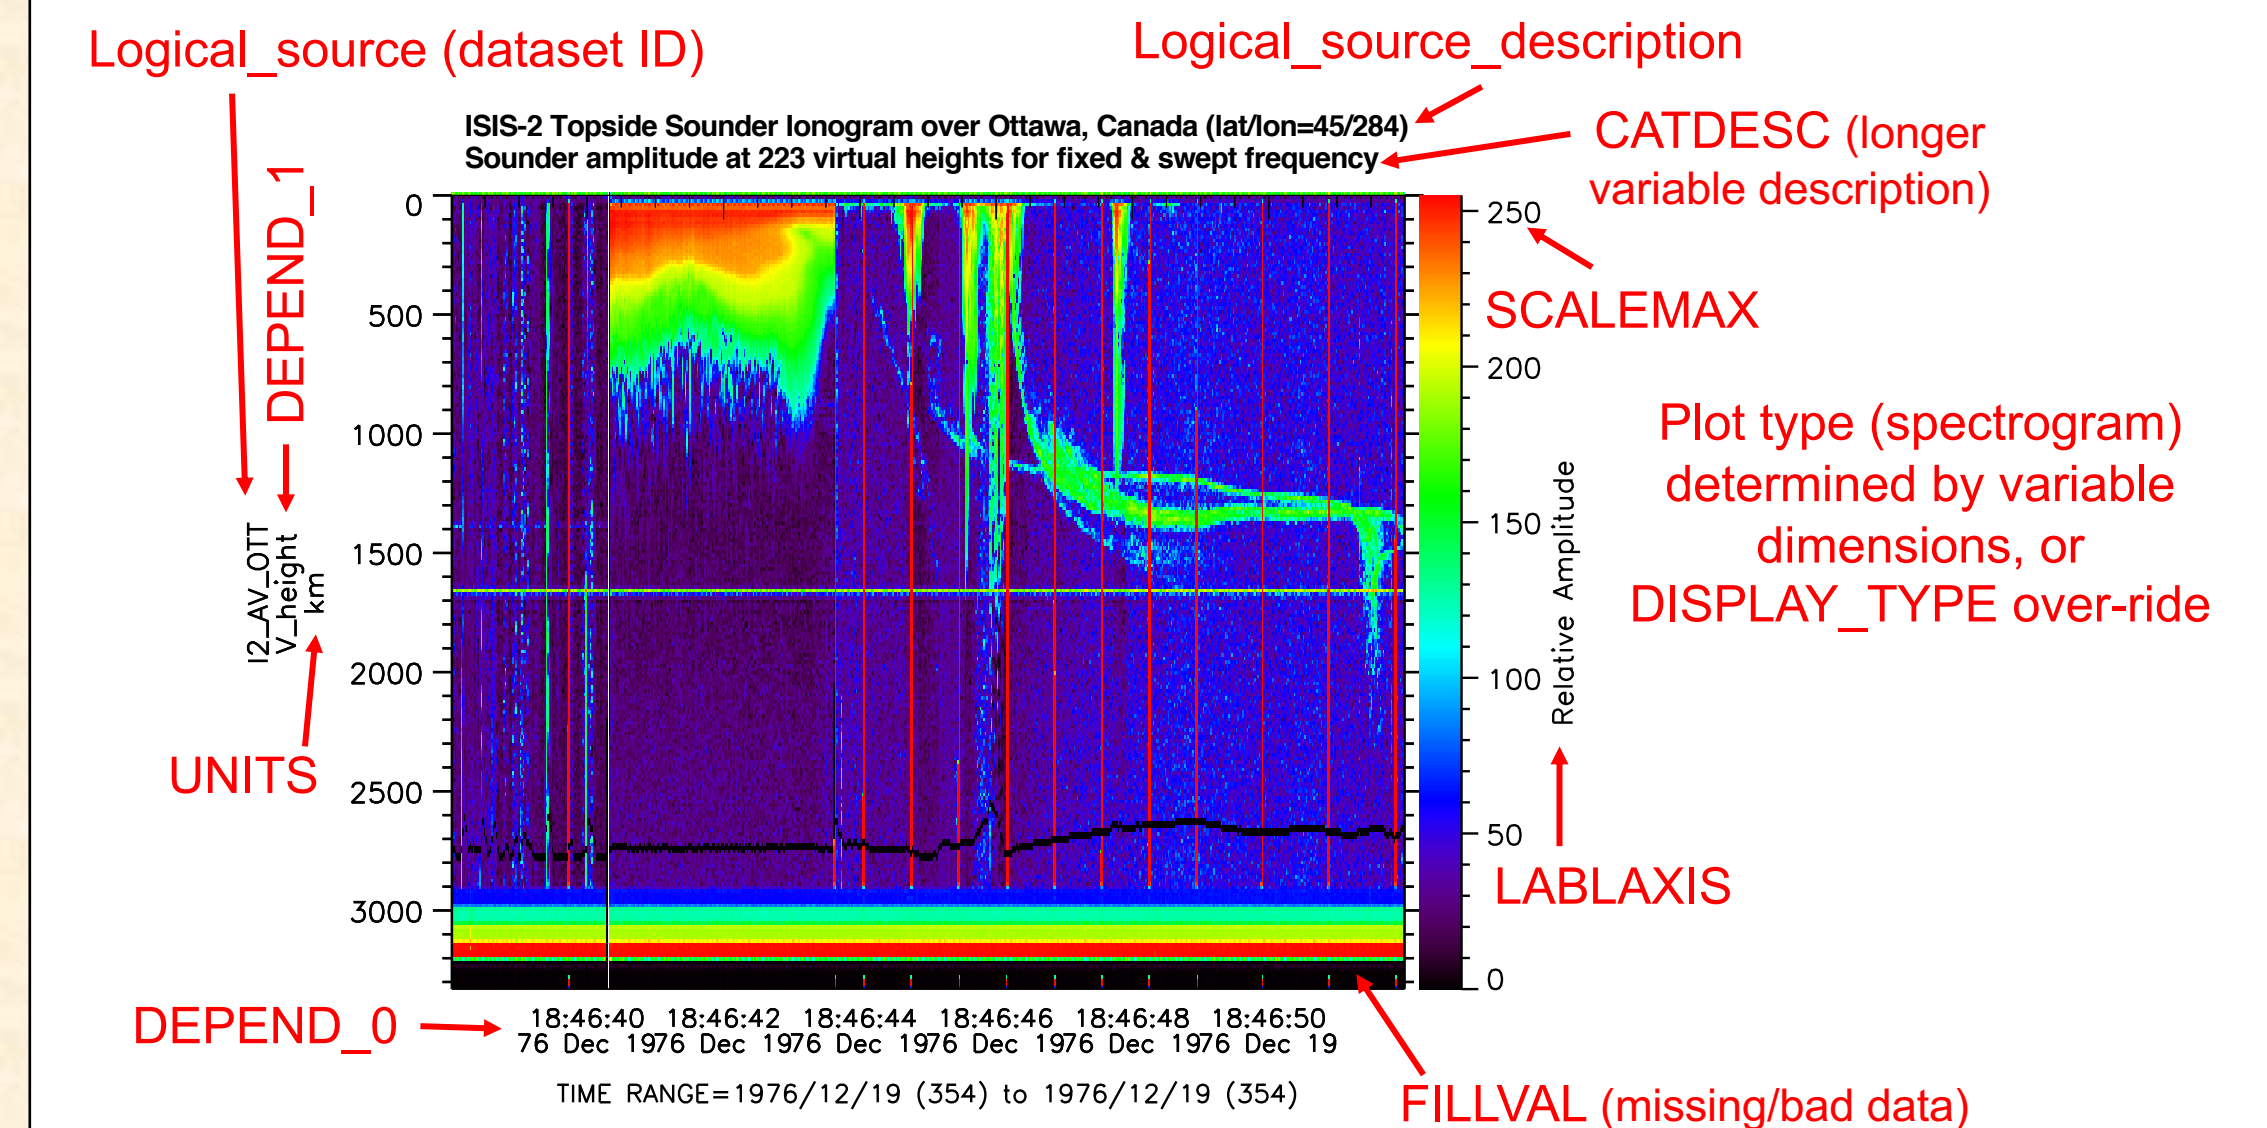 Logical_source (dataset ID)
Logical_source_description
ISIS-2 Topside Sounder Ionogram over Ottawa, Canada (lat/lon=45/284)
Sounder amplitude at 223 virtual heights for fixed & swept frequency
CATDESC (longer
variable description)
DEPEND_1
I2_AV_OTT
V_height
km
UNITS
0
500
1000
1500
2000
2500
3000
250
200
150
100
50
0
Relative Amplitude
SCALEMAX
Plot type (spectrogram)
determined by variable
dimensions, or
DISPLAY_TYPE over-ride
LABLAXIS
DEPEND_0
18:46:40 18:46:42 18:46:44 18:46:46 18:46:48 18:46:50
76 Dec 1976 Dec 1976 Dec 1976 Dec 1976 Dec 1976 Dec 19
TIME RANGE=1976/12/19 (354) to 1976/12/19 (354)
FILLVAL (missing/bad data)